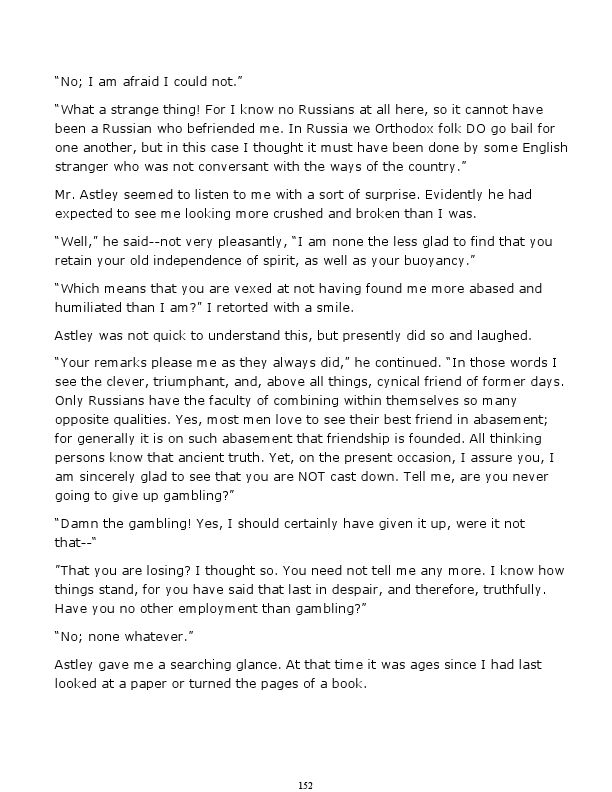 “No; I am afraid I could not.”
“What a strange thing! For I know no Russians at all here, so it cannot have
been a Russian who befriended me. In Russia we Orthodox folk DO go bail for
one another, but in this case I thought it must have been done by some English
stranger who was not conversant with the ways of the country.”
Mr. Astley seemed to listen to me with a sort of surprise. Evidently he had
expected to see me looking more crushed and broken than I was.
“Well,” he said--not very pleasantly, “I am none the less glad to find that you
retain your old independence of spirit, as well as your buoyancy.”
“Which means that you are vexed at not having found me more abased and
humiliated than I am?” I retorted with a smile.
Astley was not quick to understand this, but presently did so and laughed.
“Your remarks please me as they always did,” he continued. “In those words I
see the clever, triumphant, and, above all things, cynical friend of former days.
Only Russians have the faculty of combining within themselves so many
opposite qualities. Yes, most men love to see their best friend in abasement;
for generally it is on such abasement that friendship is founded. All thinking
persons know that ancient truth. Yet, on the present occasion, I assure you, I
am sincerely glad to see that you are NOT cast down. Tell me, are you never
going to give up gambling?”
“Damn the gambling! Yes, I should certainly have given it up, were it not
that--“
”That you are losing? I thought so. You need not tell me any more. I know how
things stand, for you have said that last in despair, and therefore, truthfully.
Have you no other employment than gambling?”
“No; none whatever.”
Astley gave me a searching glance. At that time it was ages since I had last
looked at a paper or turned the pages of a book.
152